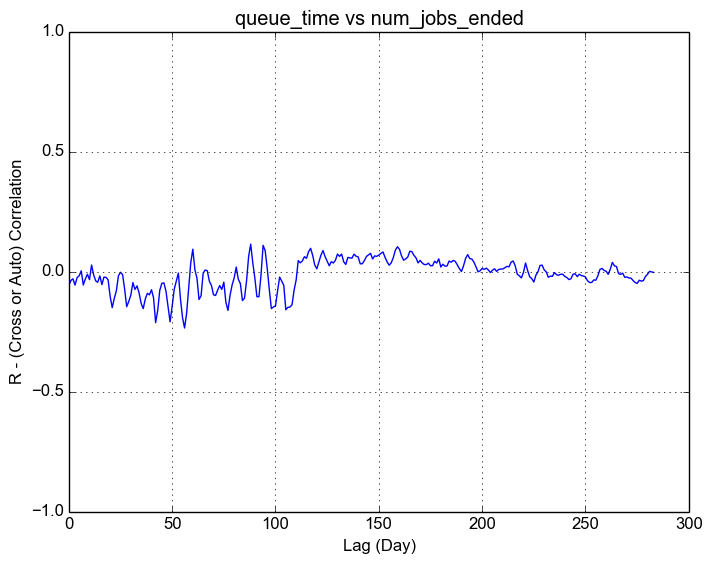 queue_time vs num_jobs_ended
1.0
0.5
0.0
−0.5
−1.0
R - (Cross or Auto) Correlation
0 50 100 150 200 250 300
Lag (Day)